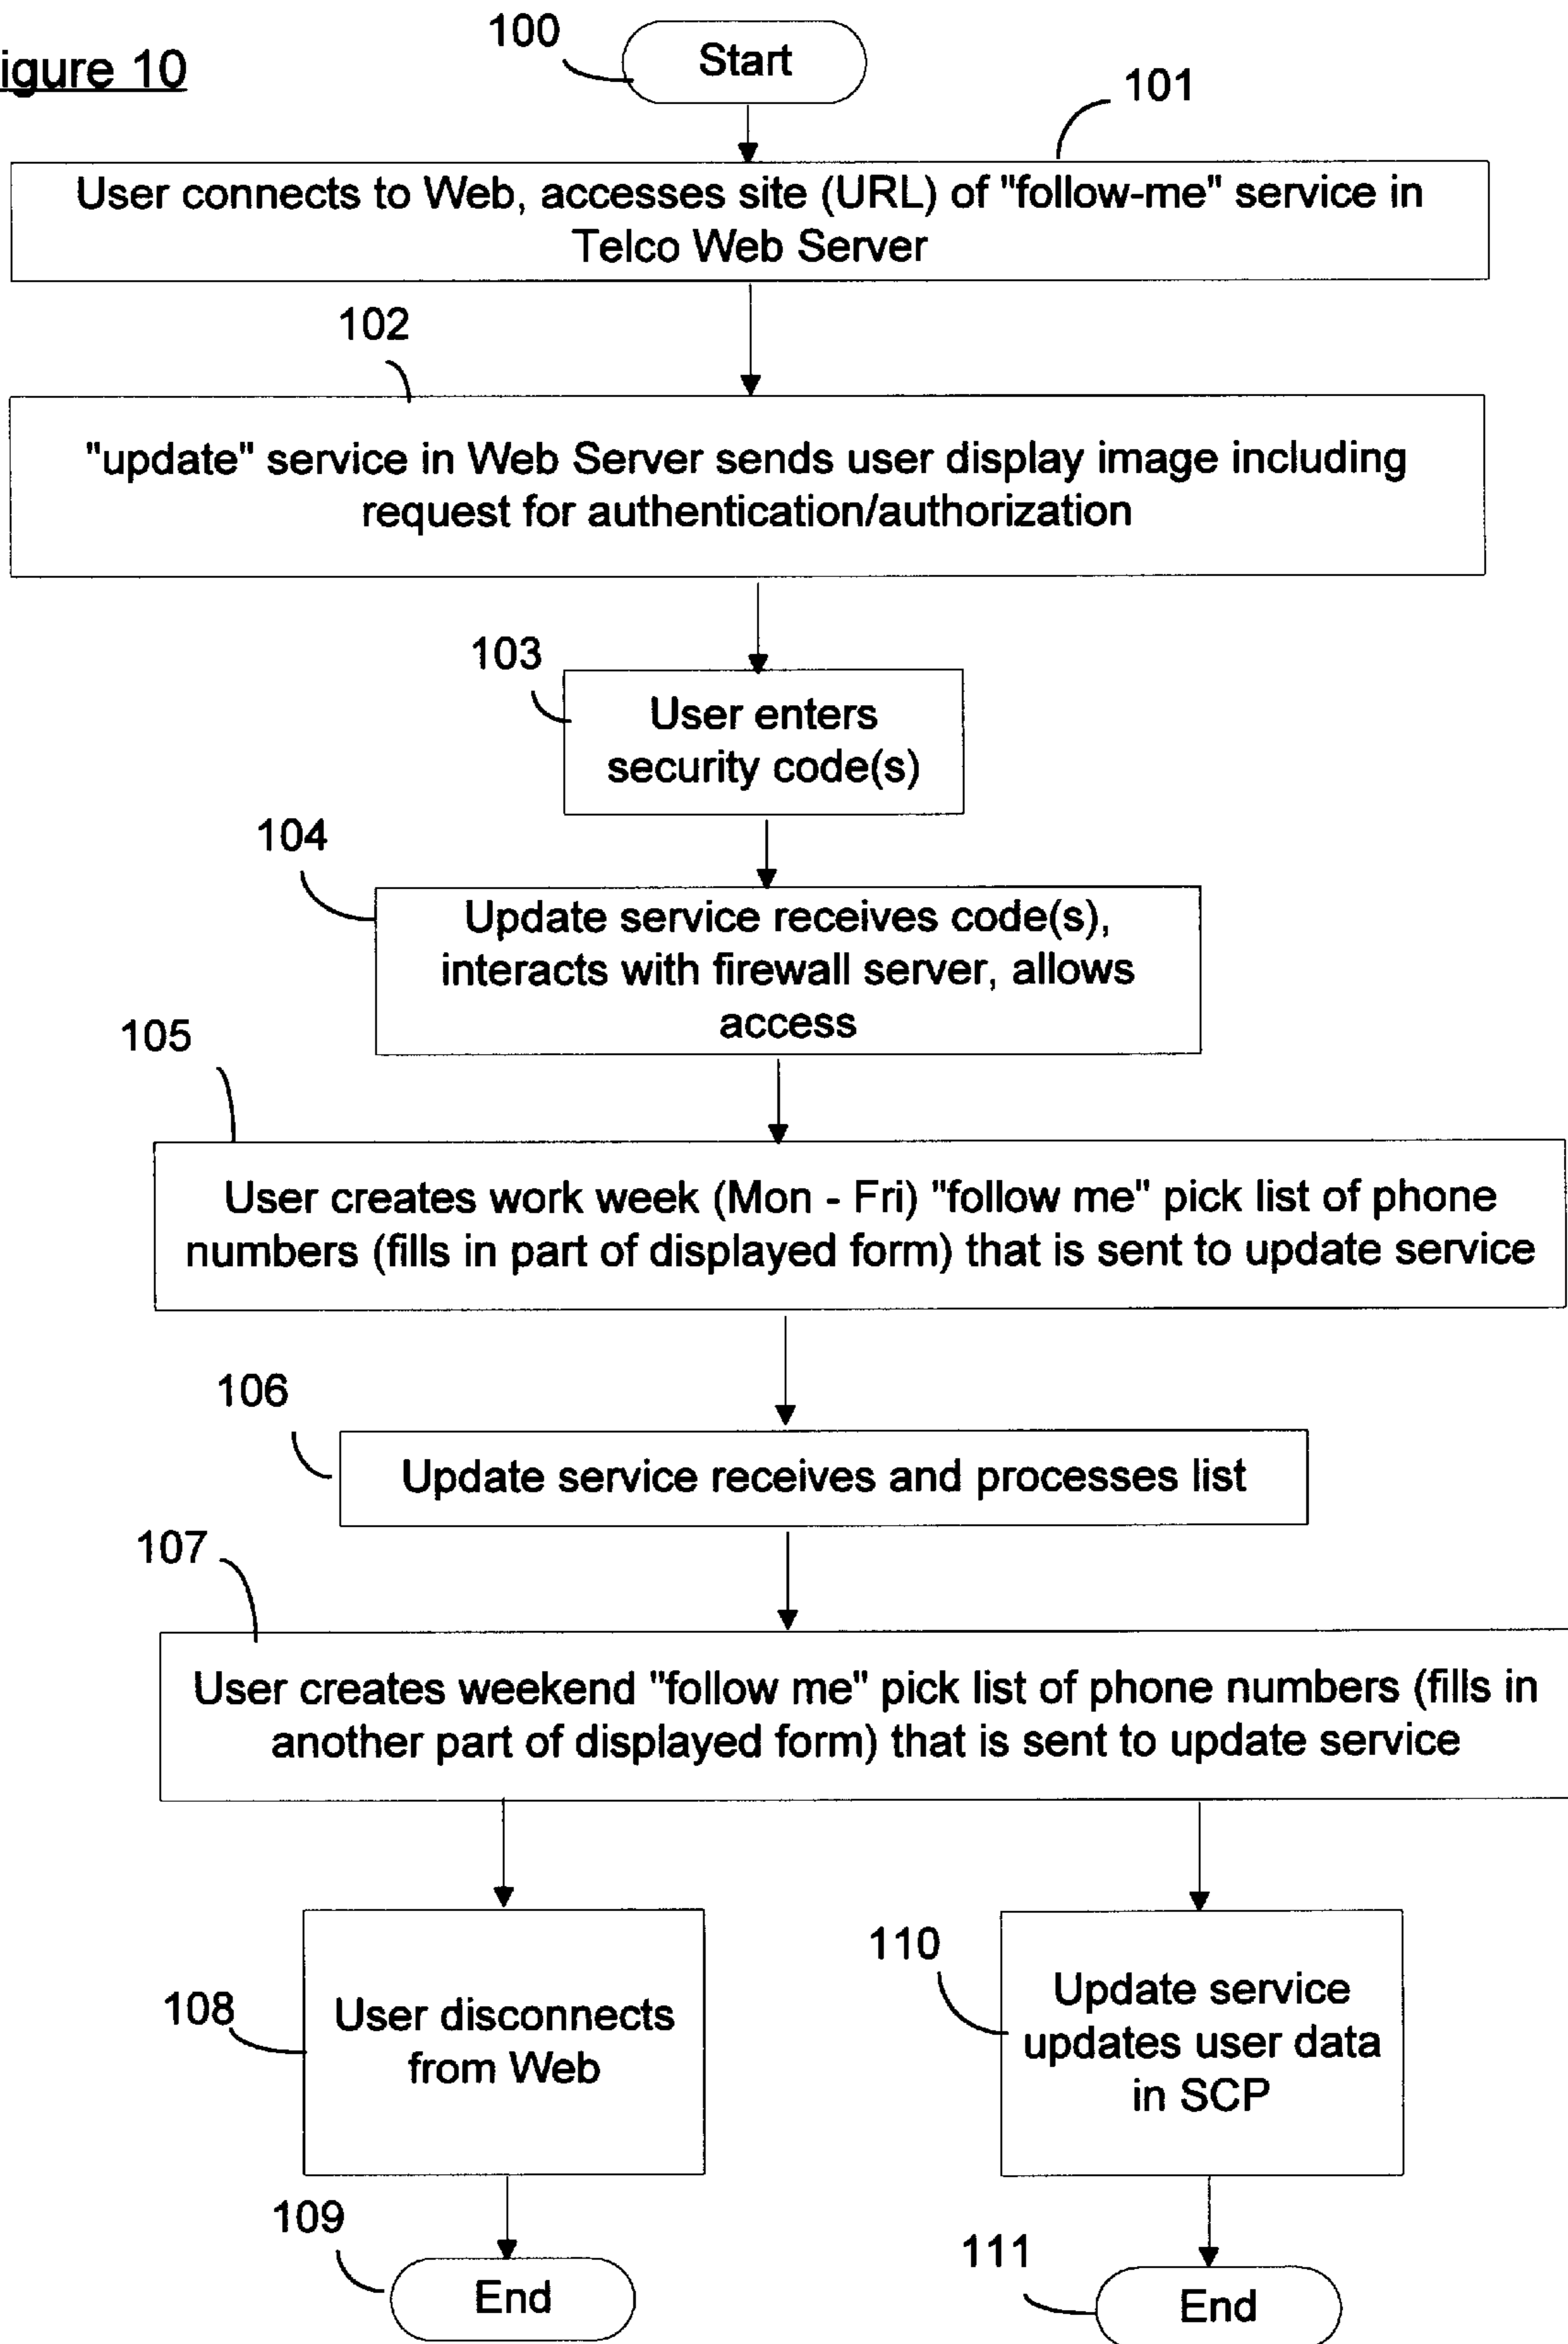 igure 10
100
Start
101
User connects to Web, accesses site (URL) of "follow-me" service in
Telco Web Server
102
"update" service in Web Server sends user display image including
request for authentication/authorization
103
User enters
security code(s)
104
Update service receives code(s),
interacts with firewall server, allows
access
105
User creates work week (Mon - Fri) "follow me" pick list of phone
numbers (fills in part of displayed form) that is sent to update service
106
Update service receives and processes list
107
User creates weekend "follow me" pick list of phone numbers (fills in
another part of displayed form) that is sent to update service
108
User disconnects
from Web
110
Update service
updates user data
in SCP
109
End
111
End